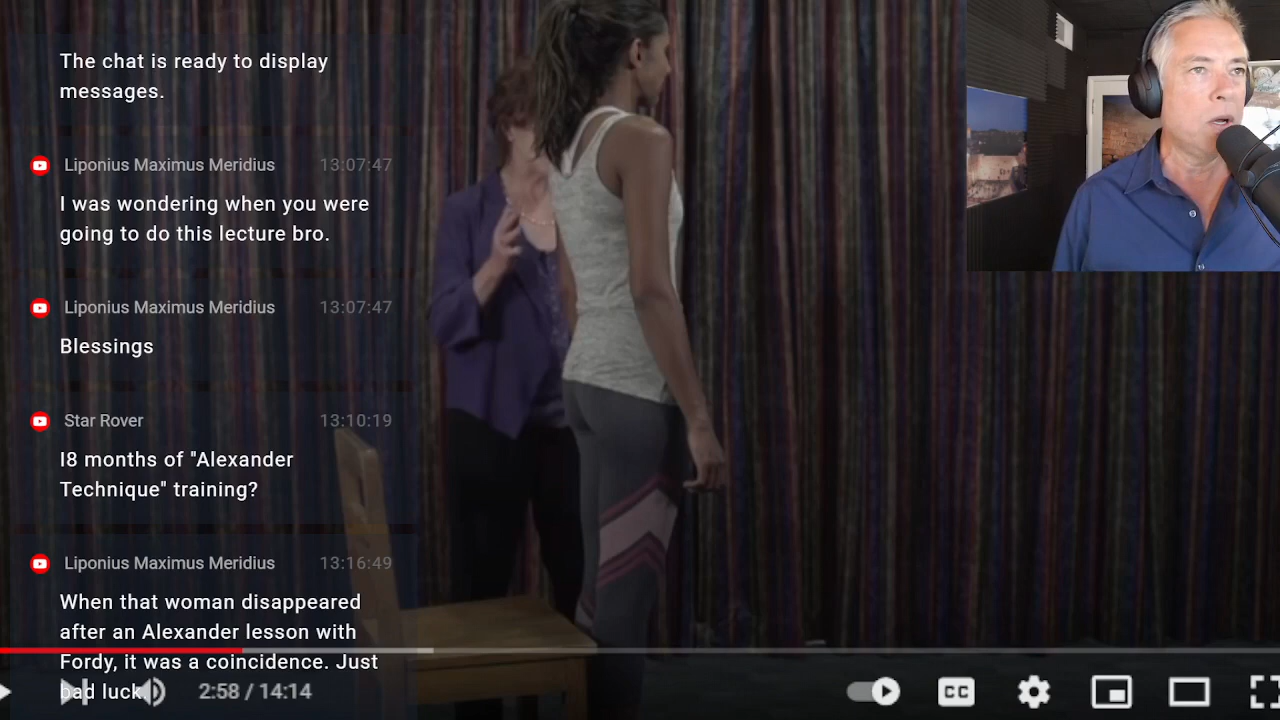 The chat is ready to display
messages.
Liponius Maximus Meridius 13:07:47
I was wondering when you were
going to do this lecture bro.
Liponius Maximus Meridius 13:07:47
Blessings
Star Rover 13:10:19
I8 months of "Alexander
Technique" training?
Liponius Maximus Meridius 13:16:49
When that woman disappeared
after an Alexander lesson with
Fordy, it was a coincidence. Just
bad luck.
2:58 / 14:14
CC